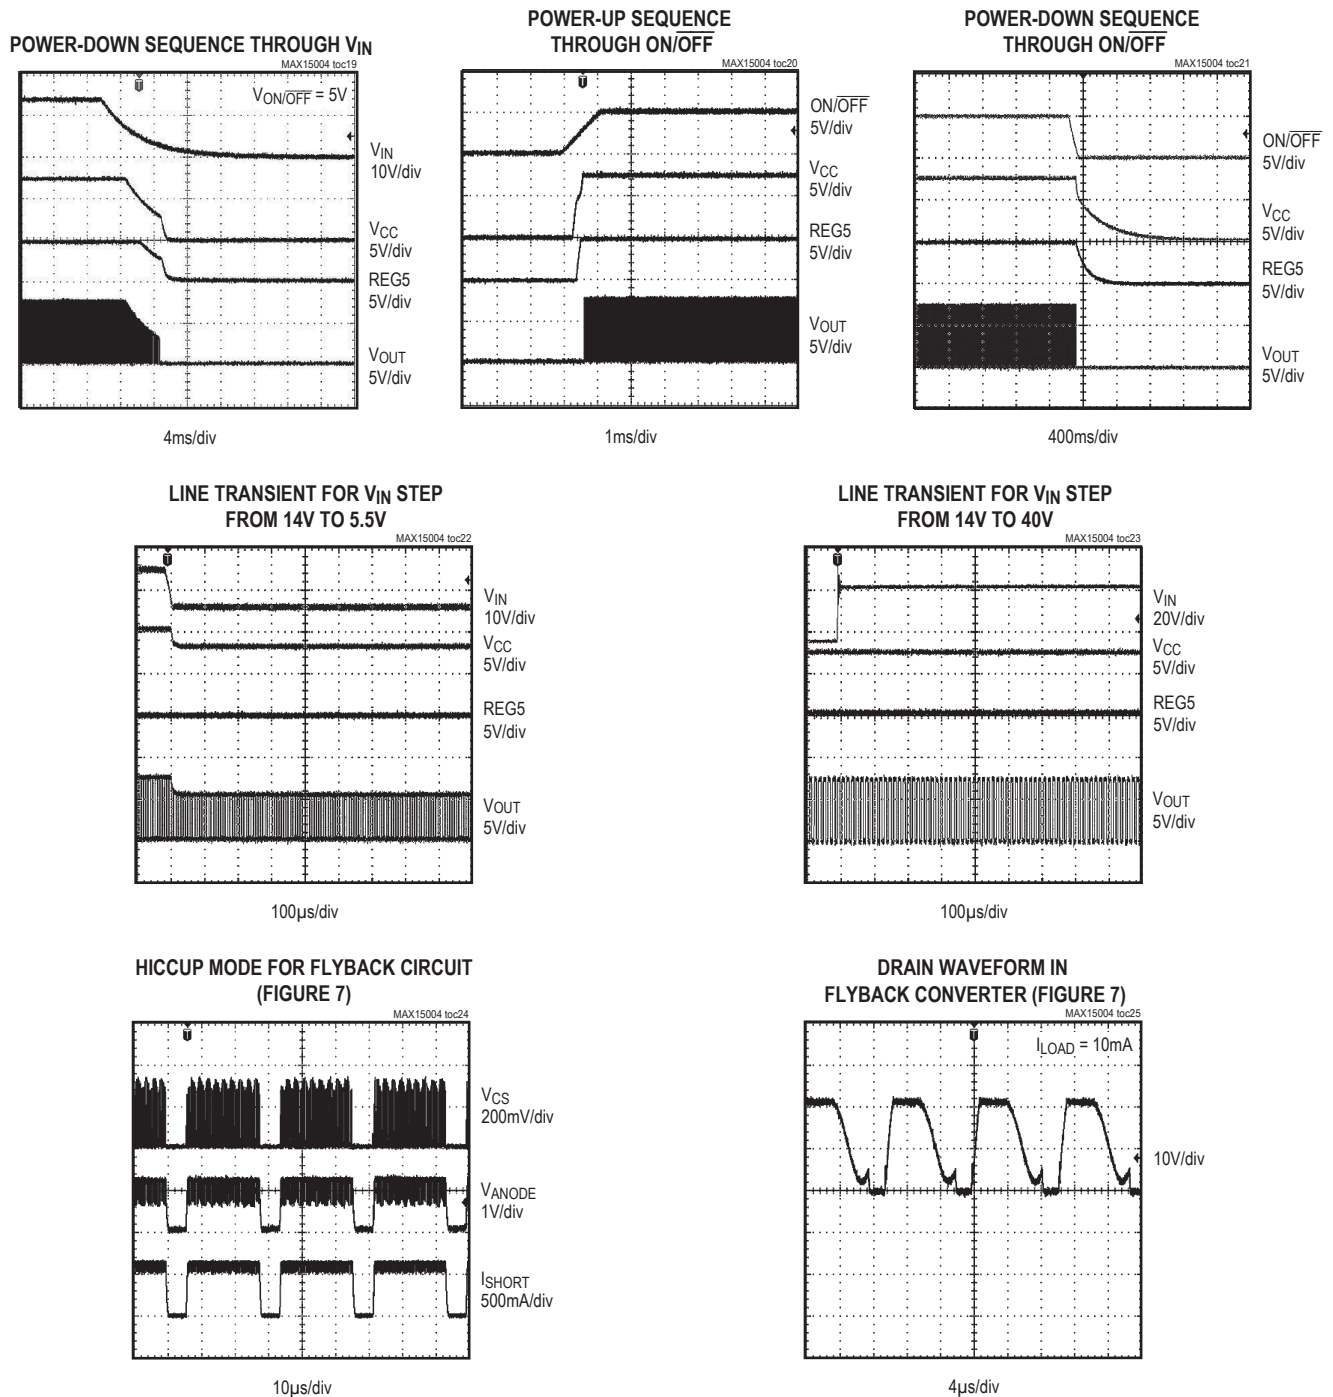 POWER-DOWN SEQUENCE THROUGH VIN
MAX15004 toc19
VON/OFF = 5V
VIN
10V/div
VCC
5V/div
REG5
5V/div
VOUT
5V/div
4ms/div
POWER-UP SEQUENCE
THROUGH ON/OFF
MAX15004 toc20
ON/OFF
5V/div
VCC
5V/div
REG5
5V/div
VOUT
5V/div
1ms/div
POWER-DOWN SEQUENCE
THROUGH ON/OFF
MAX15004 toc21
ON/OFF
5V/div
VCC
5V/div
REG5
5V/div
VOUT
5V/div
400ms/div
LINE TRANSIENT FOR VIN STEP
FROM 14V TO 5.5V
MAX15004 toc22
VIN
10V/div
VCC
5V/div
REG5
5V/div
VOUT
5V/div
100µs/div
LINE TRANSIENT FOR VIN STEP
FROM 14V TO 40V
MAX15004 toc23
VIN
20V/div
VCC
5V/div
REG5
5V/div
VOUT
5V/div
100µs/div
HICCUP MODE FOR FLYBACK CIRCUIT
(FIGURE 7)
MAX15004 toc24
VCS
200mV/div
VANODE
1V/div
ISHORT
500mA/div
10µs/div
DRAIN WAVEFORM IN
FLYBACK CONVERTER (FIGURE 7)
MAX15004 toc25
ILOAD = 10mA
10V/div
4µs/div